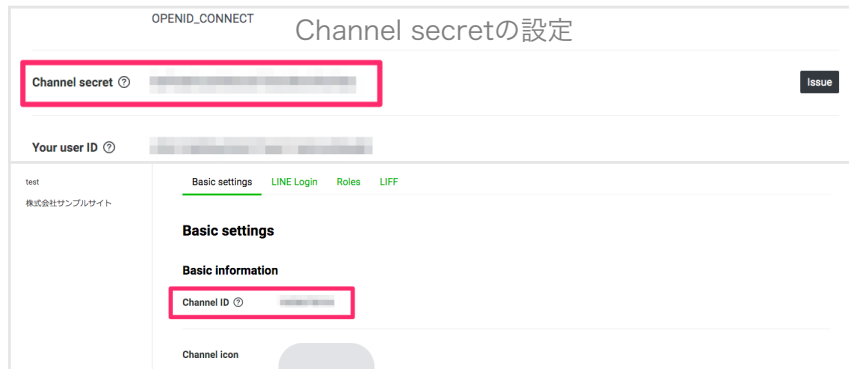 OPENID_CONNECT
Channel secretの設定
Channel secret
Issue
Your user ID
test
株式会社サンプルサイト
Basic settings LINE Login Roles LIFF
Basic settings
Basic information
Channel ID
Channel icon